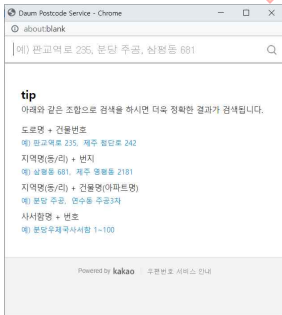 Daum Postcode Service - Chrome
about:blank
예) 판교역로 235, 분당 주공, 삼평동 681
tip
아래와 같은 조합으로 검색을 하시면 더욱 정확한 결과가 검색됩니다.
도로명 + 건물번호
예) 판교역로 235, 제주 첨단로 242
지역명(동/리) + 번지
예) 삼평동 681, 제주 영평동 2181
지역명(동/리) + 건물명(아파트명)
예) 분당 주공, 연수동 주공3차
사서함명 + 번호
예) 분당우체국사서함 1~100
Powered by kakao 우편번호 서비스 안내